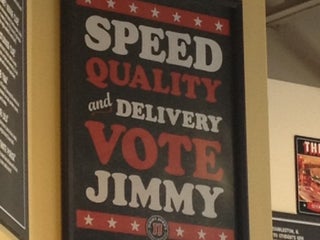 SPEED
QUALITY
and DELIVERY
VOTE
JIMMY